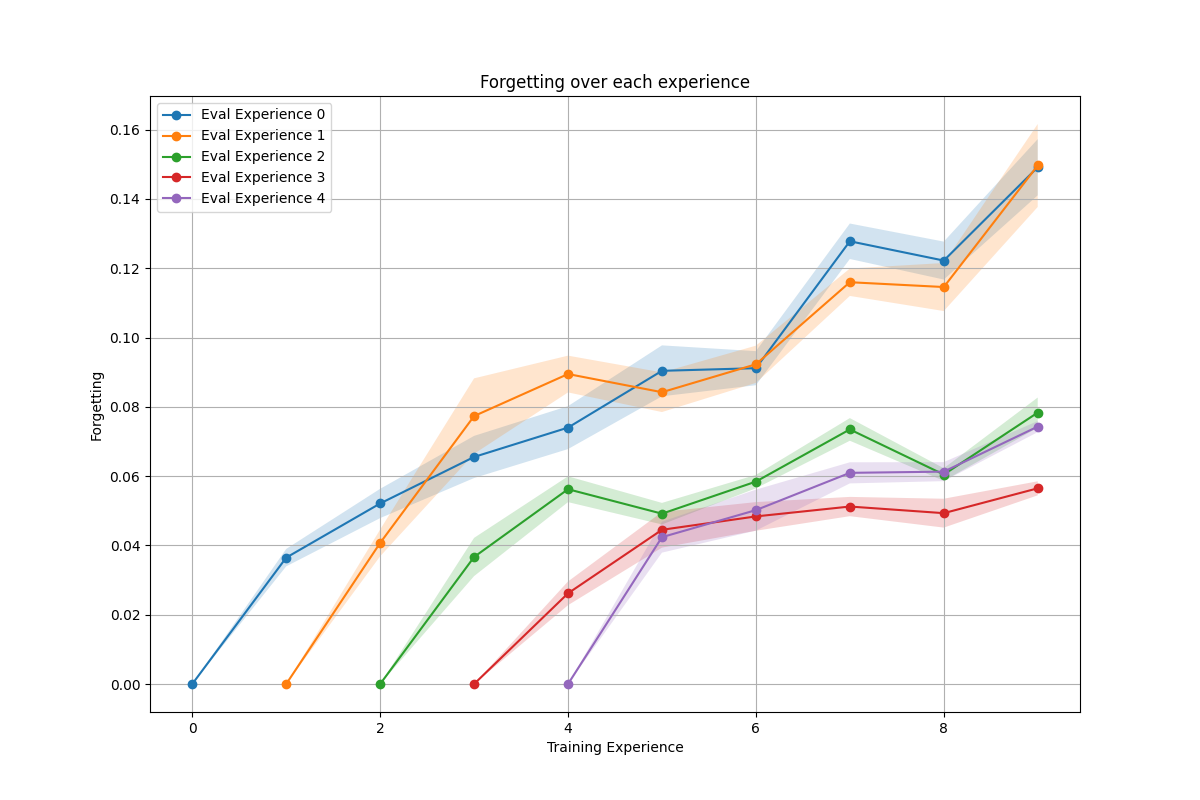 Forgetting over each experience
Eval Experience 0
Eval Experience 1
Eval Experience 2
Eval Experience 3
Eval Experience 4
Forgetting
0.16
0.14
0.12
0.10
0.08
0.06
0.04
0.02
0.00
0 2 4 6 8
Training Experience